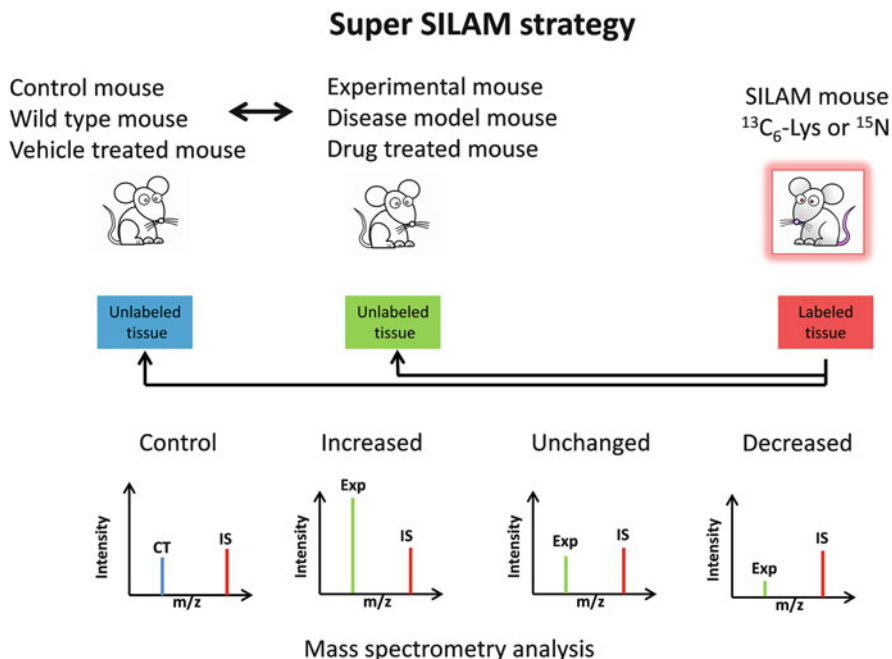 Super SILAM strategy
Control mouse
Wild type mouse
Vehicle treated mouse
Experimental mouse
Disease model mouse
Drug treated mouse
SILAM mouse
¹³C₆-Lys or ¹⁵N
Unlabeled
tissue
Unlabeled
tissue
Labeled
tissue
Control
Increased
Unchanged
Decreased
Intensity
CT
IS
m/z
Intensity
Exp
IS
m/z
Intensity
Exp
IS
m/z
Intensity
Exp
IS
m/z
Mass spectrometry analysis